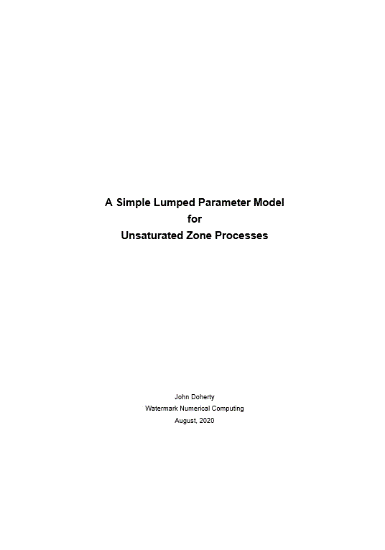 A Simple Lumped Parameter Model
for
Unsaturated Zone Processes
John Doherty
Watermark Numerical Computing
August, 2020